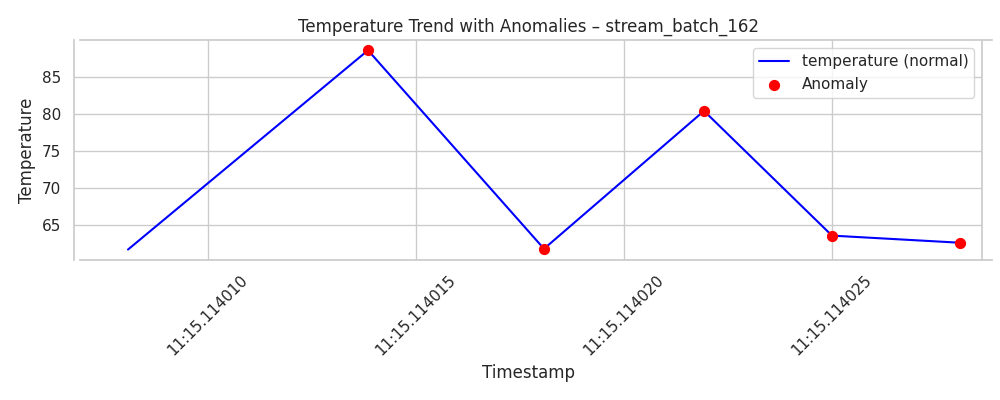 Temperature Trend with Anomalies – stream_batch_162
temperature (normal)
Anomaly
Temperature
85
80
75
70
65
11:15.114010
11:15.114015
11:15.114020
11:15.114025
Timestamp